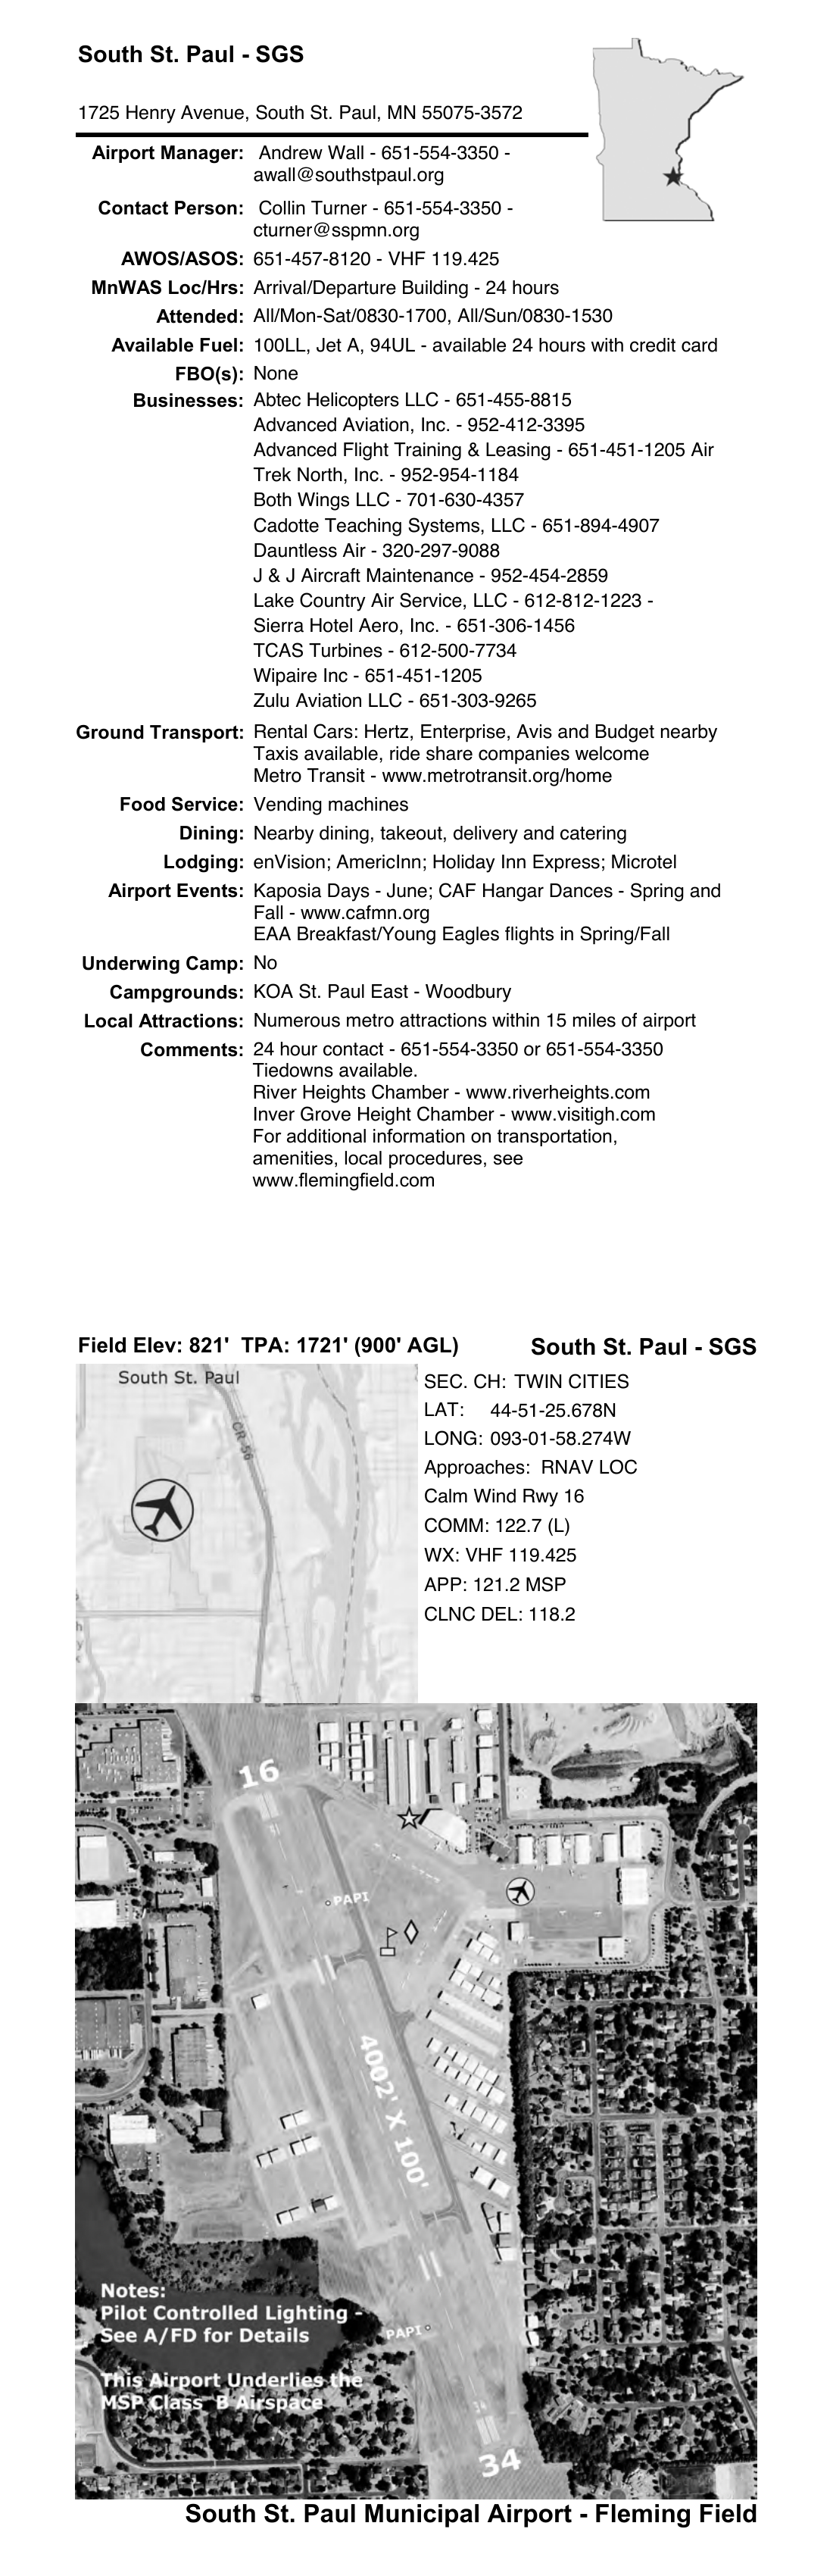 South St. Paul - SGS
1725 Henry Avenue, South St. Paul, MN 55075-3572
Airport Manager: Andrew Wall - 651-554-3350 -
awall@southstpaul.org
Contact Person: Collin Turner - 651-554-3350 -
cturner@sspmn.org
AWOS/ASOS: 651-457-8120 - VHF 119.425
MnWAS Loc/Hrs: Arrival/Departure Building - 24 hours
Attended: All/Mon-Sat/0830-1700, All/Sun/0830-1530
Available Fuel: 100LL, Jet A, 94UL - available 24 hours with credit card
FBO(s): None
Businesses: Abtec Helicopters LLC - 651-455-8815
Advanced Aviation, Inc. - 952-412-3395
Advanced Flight Training & Leasing - 651-451-1205 Air
Trek North, Inc. - 952-954-1184
Both Wings LLC - 701-630-4357
Cadotte Teaching Systems, LLC - 651-894-4907
Dauntless Air - 320-297-9088
J & J Aircraft Maintenance - 952-454-2859
Lake Country Air Service, LLC - 612-812-1223 -
Sierra Hotel Aero, Inc. - 651-306-1456
TCAS Turbines - 612-500-7734
Wipaire Inc - 651-451-1205
Zulu Aviation LLC - 651-303-9265
Ground Transport: Rental Cars: Hertz, Enterprise, Avis and Budget nearby
Taxis available, ride share companies welcome
Metro Transit - www.metrotransit.org/home
Food Service: Vending machines
Dining: Nearby dining, takeout, delivery and catering
Lodging: enVision; AmericInn; Holiday Inn Express; Microtel
Airport Events: Kaposia Days - June; CAF Hangar Dances - Spring and
Fall - www.cafmn.org
EAA Breakfast/Young Eagles flights in Spring/Fall
Underwing Camp: No
Campgrounds: KOA St. Paul East - Woodbury
Local Attractions: Numerous metro attractions within 15 miles of airport
Comments: 24 hour contact - 651-554-3350 or 651-554-3350
Tiedowns available.
River Heights Chamber - www.riverheights.com
Inver Grove Height Chamber - www.visitigh.com
For additional information on transportation,
amenities, local procedures, see
www.flemingfield.com
Field Elev: 821' TPA: 1721' (900' AGL)
South St. Paul - SGS
South St. Paul
CR 56
SEC. CH: TWIN CITIES
LAT: 44-51-25.678N
LONG: 093-01-58.274W
Approaches: RNAV LOC
Calm Wind Rwy 16
COMM: 122.7 (L)
WX: VHF 119.425
APP: 121.2 MSP
CLNC DEL: 118.2
16
PAPI
4002' X 100'
Notes:
Pilot Controlled Lighting -
See A/FD for Details
PAPI
This Airport Underlies the
MSP Class B Airspace
34
South St. Paul Municipal Airport - Fleming Field